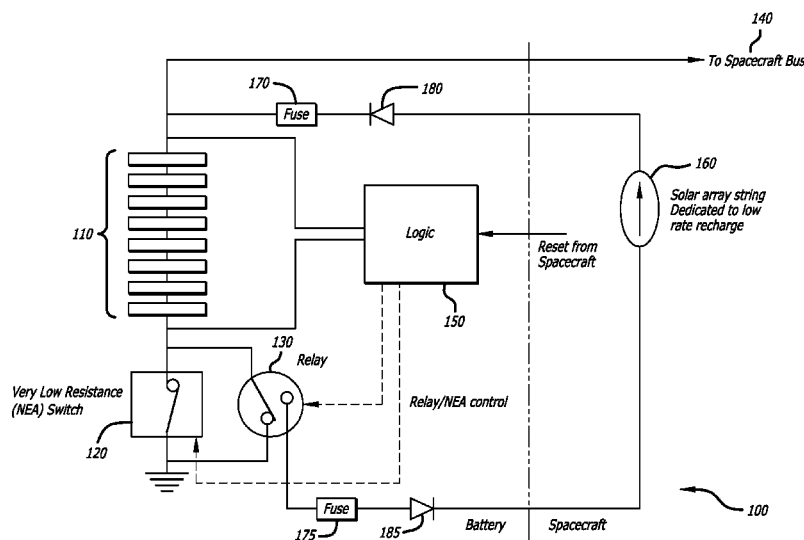 140
To Spacecraft Bus
170
180
Fuse
160
Solar array string
Dedicated to low
rate recharge
110
Logic
Reset from
Spacecraft
150
130
Relay
Very Low Resistance
(NEA) Switch
Relay/NEA control
120
Fuse
175
185
Battery
Spacecraft
100